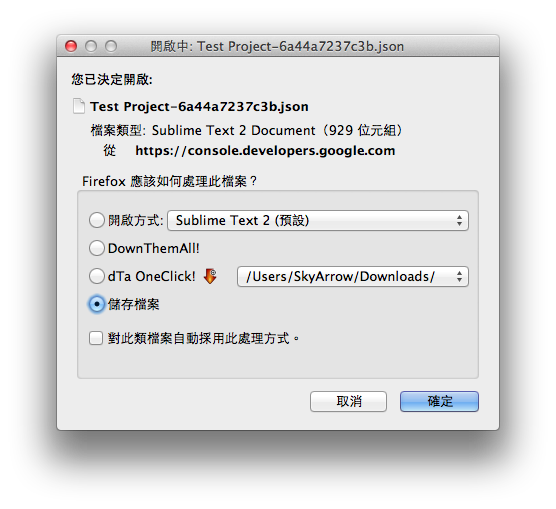 開啟中: Test Project-6a44a7237c3b.json
您已決定開啟:
Test Project-6a44a7237c3b.json
檔案類型: Sublime Text 2 Document（929 位元組）
從 https://console.developers.google.com
Firefox 應該如何處理此檔案？
開啟方式: Sublime Text 2 (預設)
DownThemAll!
dTa OneClick! /Users/SkyArrow/Downloads/
儲存檔案
對此類檔案自動採用此處理方式。
取消 確定